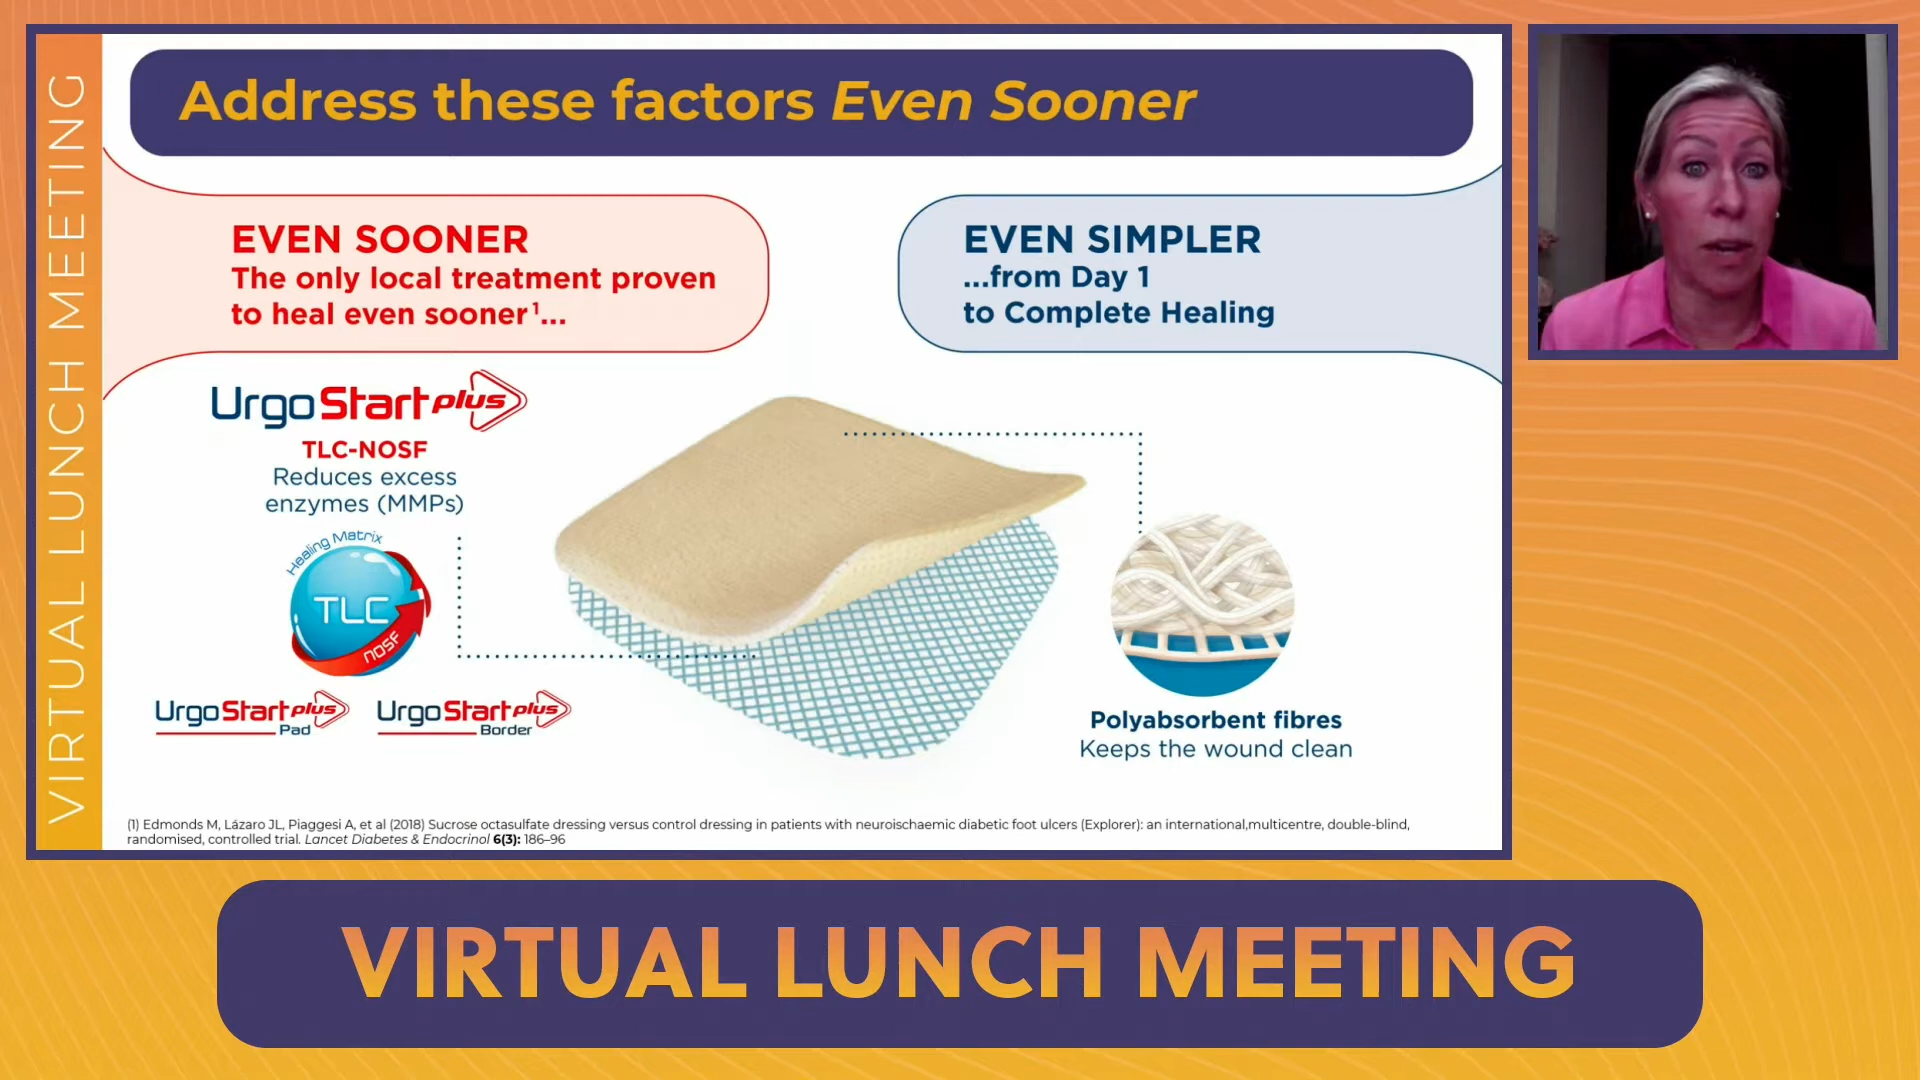 VIRTUAL LUNCH MEETING
Address these factors Even Sooner
EVEN SOONER
The only local treatment proven
to heal even sooner¹...
EVEN SIMPLER
...from Day 1
to Complete Healing
UrgoStart plus
TLC-NOSF
Reduces excess
enzymes (MMPs)
Healing Matrix
TLC
NOSF
UrgoStart plus
Pad
UrgoStart plus
Border
Polyabsorbent fibres
Keeps the wound clean
(1) Edmonds M, Lázaro JL, Piaggesi A, et al (2018) Sucrose octasulfate dressing versus control dressing in patients with neuroischaemic diabetic foot ulcers (Explorer): an international,multicentre, double-blind,
randomised, controlled trial. Lancet Diabetes & Endocrinol 6(3): 186–96
VIRTUAL LUNCH MEETING